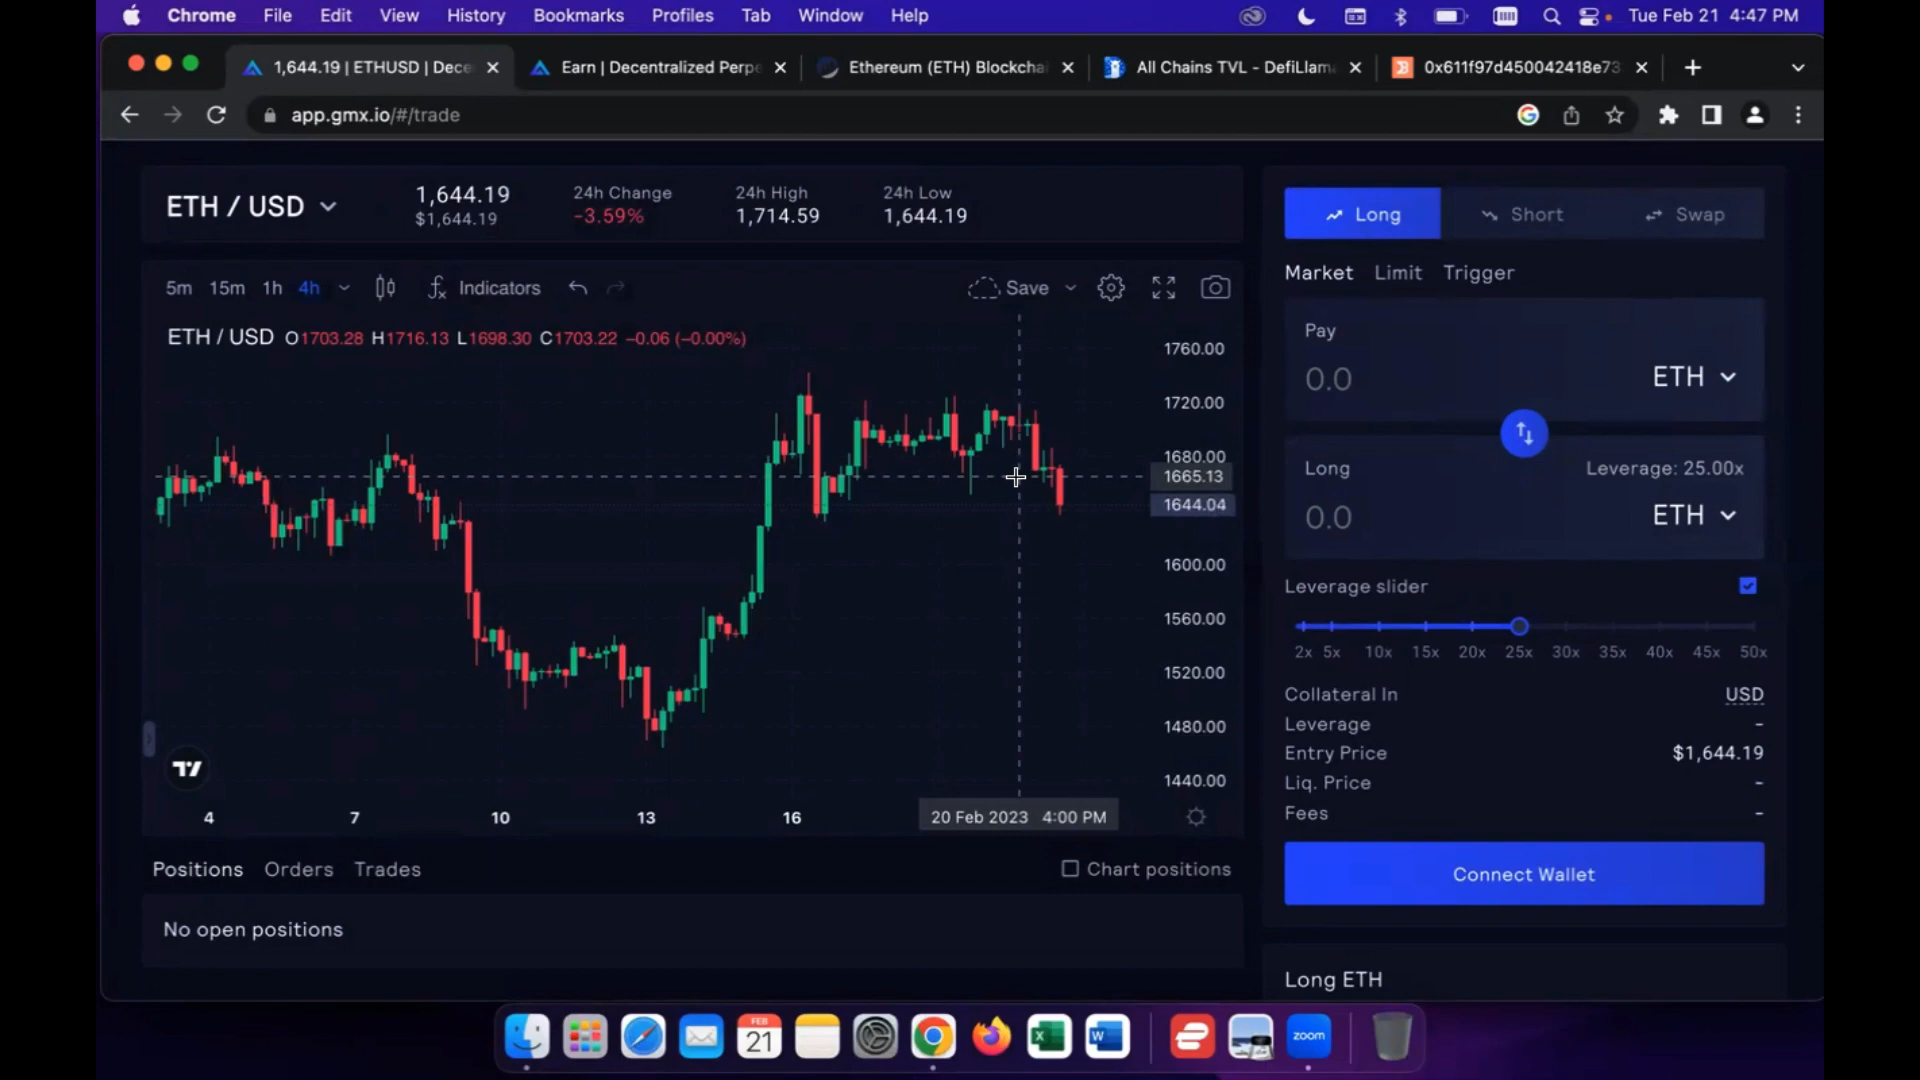 Chrome File Edit View History Bookmarks Profiles Tab Window Help Tue Feb 21 4:47 PM
1,644.19 | ETHUSD | Dece Earn | Decentralized Perpe Ethereum (ETH) Blockcha All Chains TVL - DefiLlam 0x611f97d450042418e73
app.gmx.io/#/trade
ETH / USD
1,644.19
$1,644.19
24h Change
-3.59%
24h High
1,714.59
24h Low
1,644.19
5m 15m 1h 4h Indicators Save
ETH / USD O1703.28 H1716.13 L1698.30 C1703.22 −0.06 (−0.00%)
1760.00
1720.00
1680.00
1665.13
1644.04
1600.00
1560.00
1520.00
1480.00
1440.00
4 7 10 13 16 20 Feb 2023 4:00 PM
Positions Orders Trades Chart positions
No open positions
Long Short Swap
Market Limit Trigger
Pay
0.0 ETH
Long Leverage: 25.00x
0.0 ETH
Leverage slider
2x 5x 10x 15x 20x 25x 30x 35x 40x 45x 50x
Collateral In USD
Leverage -
Entry Price $1,644.19
Liq. Price -
Fees -
Connect Wallet
Long ETH
FEB
21
zoom